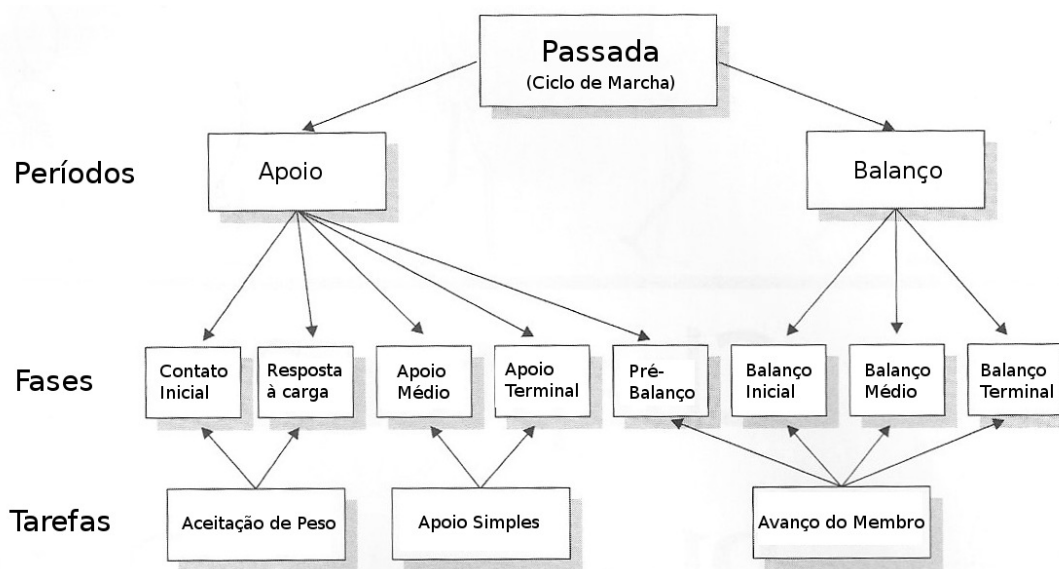 Passada
(Ciclo de Marcha)
Períodos
Apoio
Balanço
Fases
Contato
Inicial
Resposta
à carga
Apoio
Médio
Apoio
Terminal
Pré-
Balanço
Balanço
Inicial
Balanço
Médio
Balanço
Terminal
Tarefas
Aceitação de Peso
Apoio Simples
Avanço do Membro